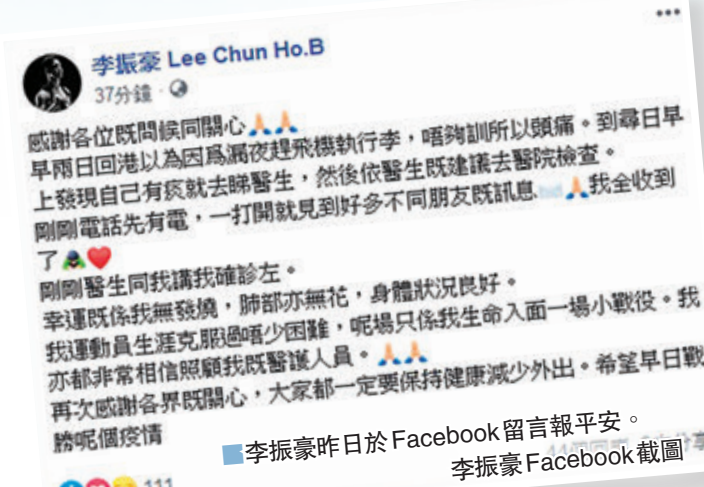 李振豪 Lee Chun Ho.B
37分鐘
感謝各位既問候同關心🙏🙏
早兩日回港以為因為漏夜趕飛機執行李，唔夠訓所以頭痛。到尋日早
上發現自己有痰就去睇醫生，然後依醫生既建議去醫院檢查。
剛剛電話先有電，一打開就見到好多不同朋友既訊息🙏我全收到
了❤️
剛剛醫生同我講我確診左。
幸運既係我無發燒，肺部亦無花，身體狀況良好。
我運動員生涯克服過唔少困難，呢場只係我生命入面一場小戰役。我
亦都非常相信照顧我既醫護人員。🙏🙏
再次感謝各界既關心，大家都一定要保持健康減少外出。希望早日戰
勝呢個疫情
111
李振豪昨日於Facebook留言報平安。
李振豪Facebook截圖